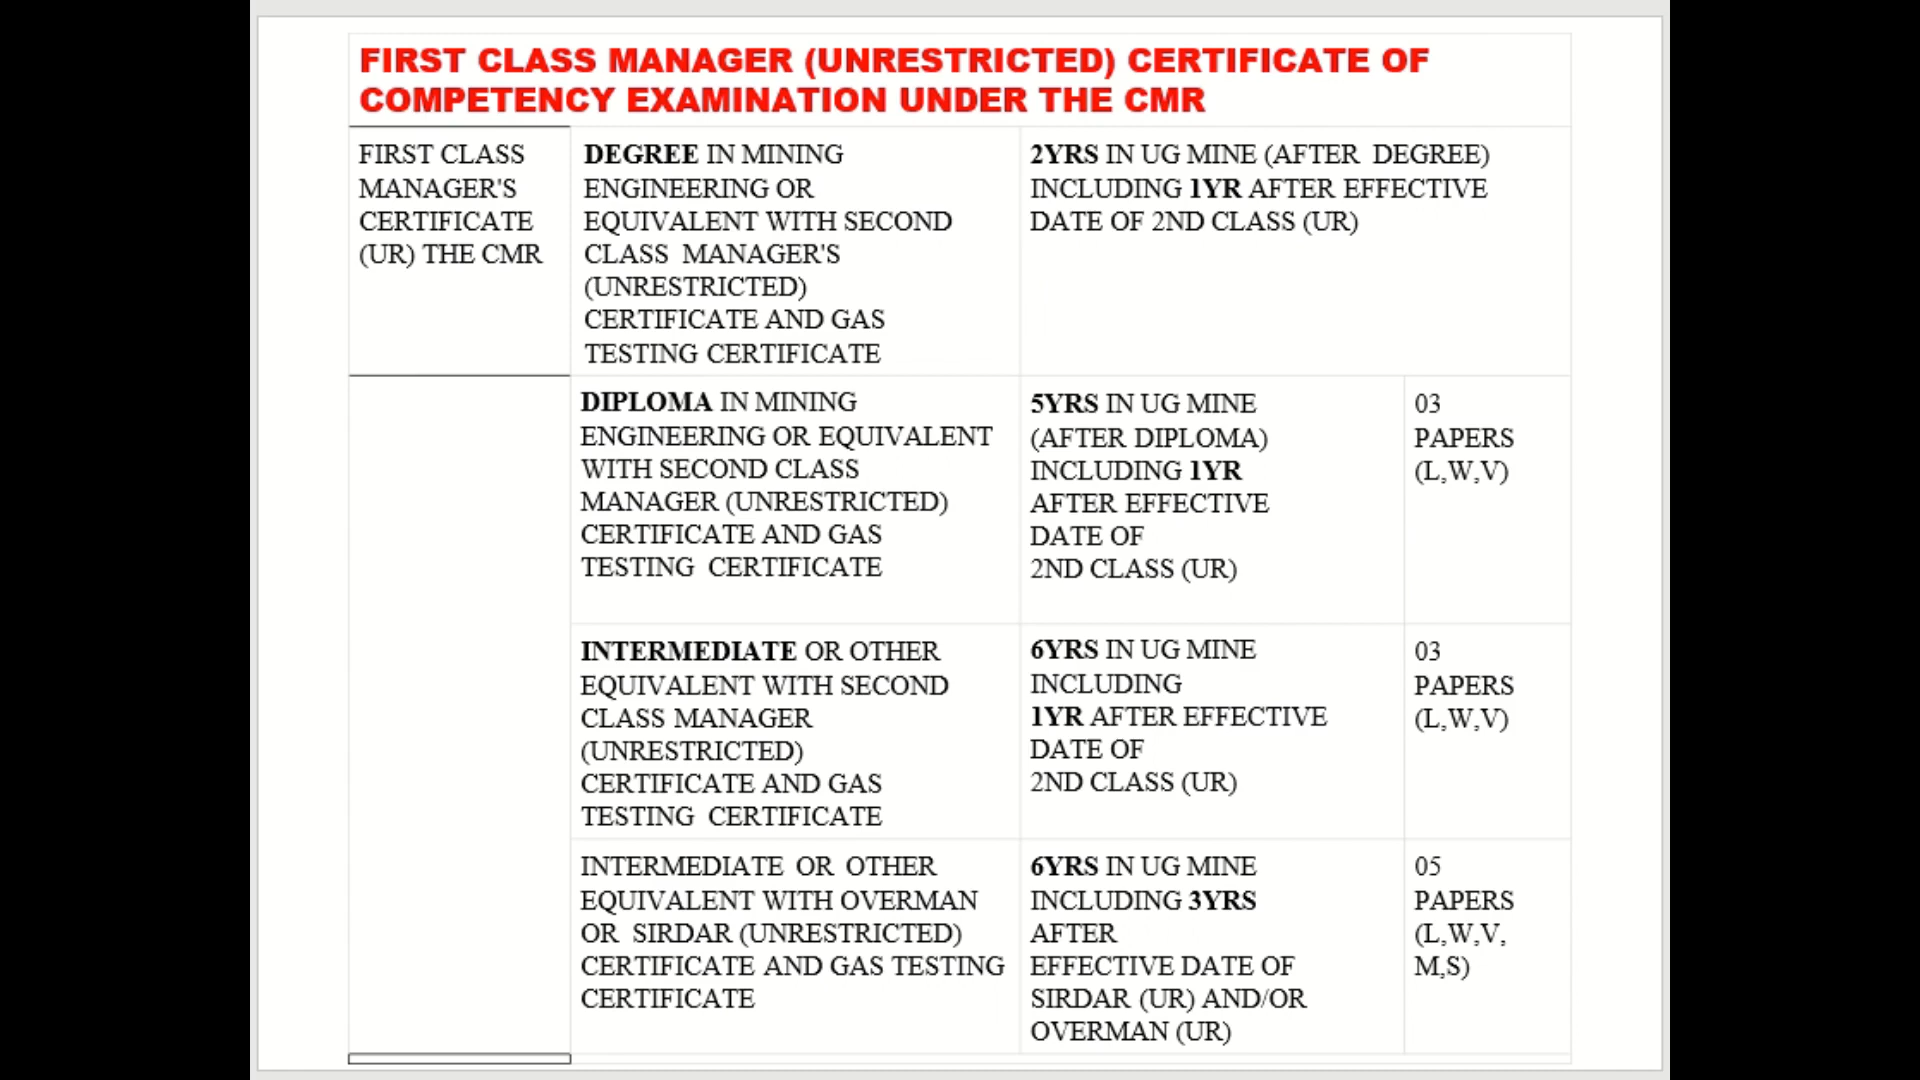 FIRST CLASS MANAGER (UNRESTRICTED) CERTIFICATE OF
COMPETENCY EXAMINATION UNDER THE CMR
FIRST CLASS
MANAGER'S
CERTIFICATE
(UR) THE CMR
DEGREE IN MINING
ENGINEERING OR
EQUIVALENT WITH SECOND
CLASS MANAGER'S
(UNRESTRICTED)
CERTIFICATE AND GAS
TESTING CERTIFICATE
2YRS IN UG MINE (AFTER DEGREE)
INCLUDING 1YR AFTER EFFECTIVE
DATE OF 2ND CLASS (UR)
DIPLOMA IN MINING
ENGINEERING OR EQUIVALENT
WITH SECOND CLASS
MANAGER (UNRESTRICTED)
CERTIFICATE AND GAS
TESTING CERTIFICATE
5YRS IN UG MINE
(AFTER DIPLOMA)
INCLUDING 1YR
AFTER EFFECTIVE
DATE OF
2ND CLASS (UR)
03
PAPERS
(L,W,V)
INTERMEDIATE OR OTHER
EQUIVALENT WITH SECOND
CLASS MANAGER
(UNRESTRICTED)
CERTIFICATE AND GAS
TESTING CERTIFICATE
6YRS IN UG MINE
INCLUDING
1YR AFTER EFFECTIVE
DATE OF
2ND CLASS (UR)
03
PAPERS
(L,W,V)
INTERMEDIATE OR OTHER
EQUIVALENT WITH OVERMAN
OR SIRDAR (UNRESTRICTED)
CERTIFICATE AND GAS TESTING
CERTIFICATE
6YRS IN UG MINE
INCLUDING 3YRS
AFTER
EFFECTIVE DATE OF
SIRDAR (UR) AND/OR
OVERMAN (UR)
05
PAPERS
(L,W,V,
M,S)